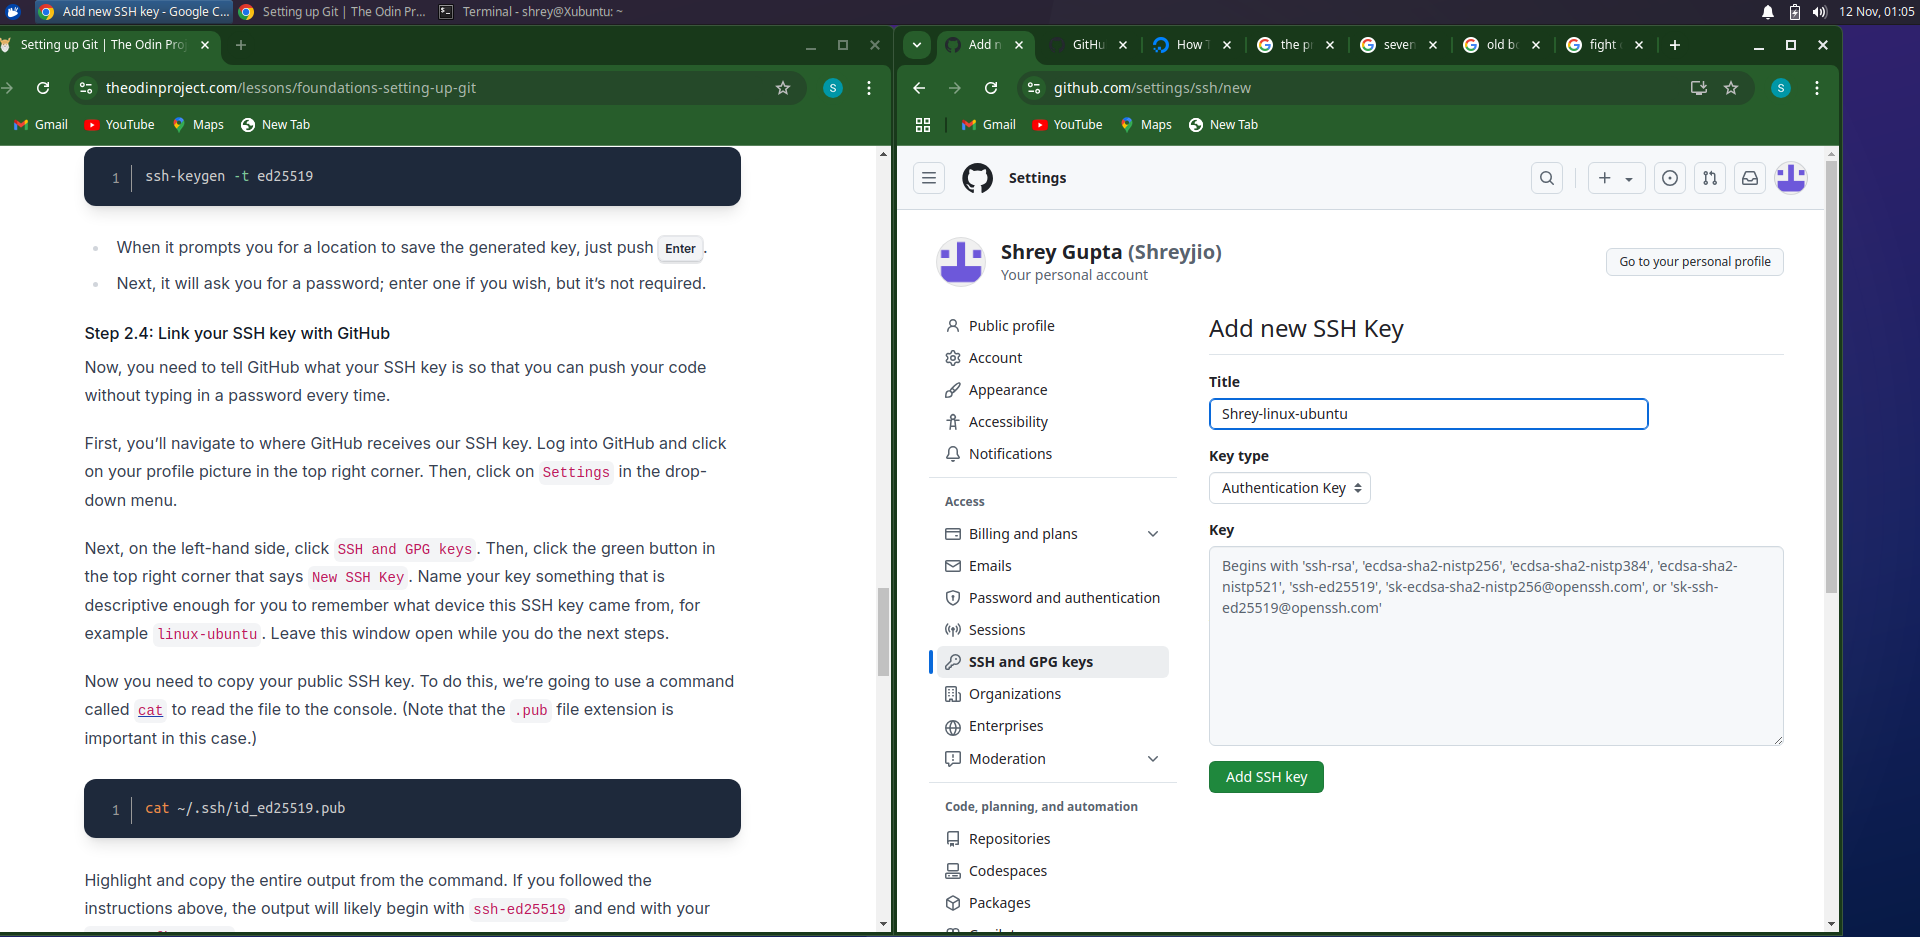 Add new SSH key - Google C...
Setting up Git | The Odin Pr...
Terminal - shrey@Xubuntu: ~
12 Nov, 01:05
Setting up Git | The Odin Proj
theodinproject.com/lessons/foundations-setting-up-git
S
Gmail
YouTube
Maps
New Tab
1 ssh-keygen -t ed25519
When it prompts you for a location to save the generated key, just push Enter.
Next, it will ask you for a password; enter one if you wish, but it’s not required.
Step 2.4: Link your SSH key with GitHub
Now, you need to tell GitHub what your SSH key is so that you can push your code
without typing in a password every time.
First, you’ll navigate to where GitHub receives our SSH key. Log into GitHub and click
on your profile picture in the top right corner. Then, click on Settings in the drop-
down menu.
Next, on the left-hand side, click SSH and GPG keys. Then, click the green button in
the top right corner that says New SSH Key. Name your key something that is
descriptive enough for you to remember what device this SSH key came from, for
example linux-ubuntu. Leave this window open while you do the next steps.
Now you need to copy your public SSH key. To do this, we’re going to use a command
called cat to read the file to the console. (Note that the .pub file extension is
important in this case.)
1 cat ~/.ssh/id_ed25519.pub
Highlight and copy the entire output from the command. If you followed the
instructions above, the output will likely begin with ssh-ed25519 and end with your
Add n
GitHu
How T
the pr
seven
old bo
fight
github.com/settings/ssh/new
S
Gmail
YouTube
Maps
New Tab
Settings
Shrey Gupta (Shreyjio)
Your personal account
Go to your personal profile
Public profile
Account
Appearance
Accessibility
Notifications
Access
Billing and plans
Emails
Password and authentication
Sessions
SSH and GPG keys
Organizations
Enterprises
Moderation
Code, planning, and automation
Repositories
Codespaces
Packages
Add new SSH Key
Title
Shrey-linux-ubuntu
Key type
Authentication Key
Key
Begins with 'ssh-rsa', 'ecdsa-sha2-nistp256', 'ecdsa-sha2-nistp384', 'ecdsa-sha2-
nistp521', 'ssh-ed25519', 'sk-ecdsa-sha2-nistp256@openssh.com', or 'sk-ssh-
ed25519@openssh.com'
Add SSH key